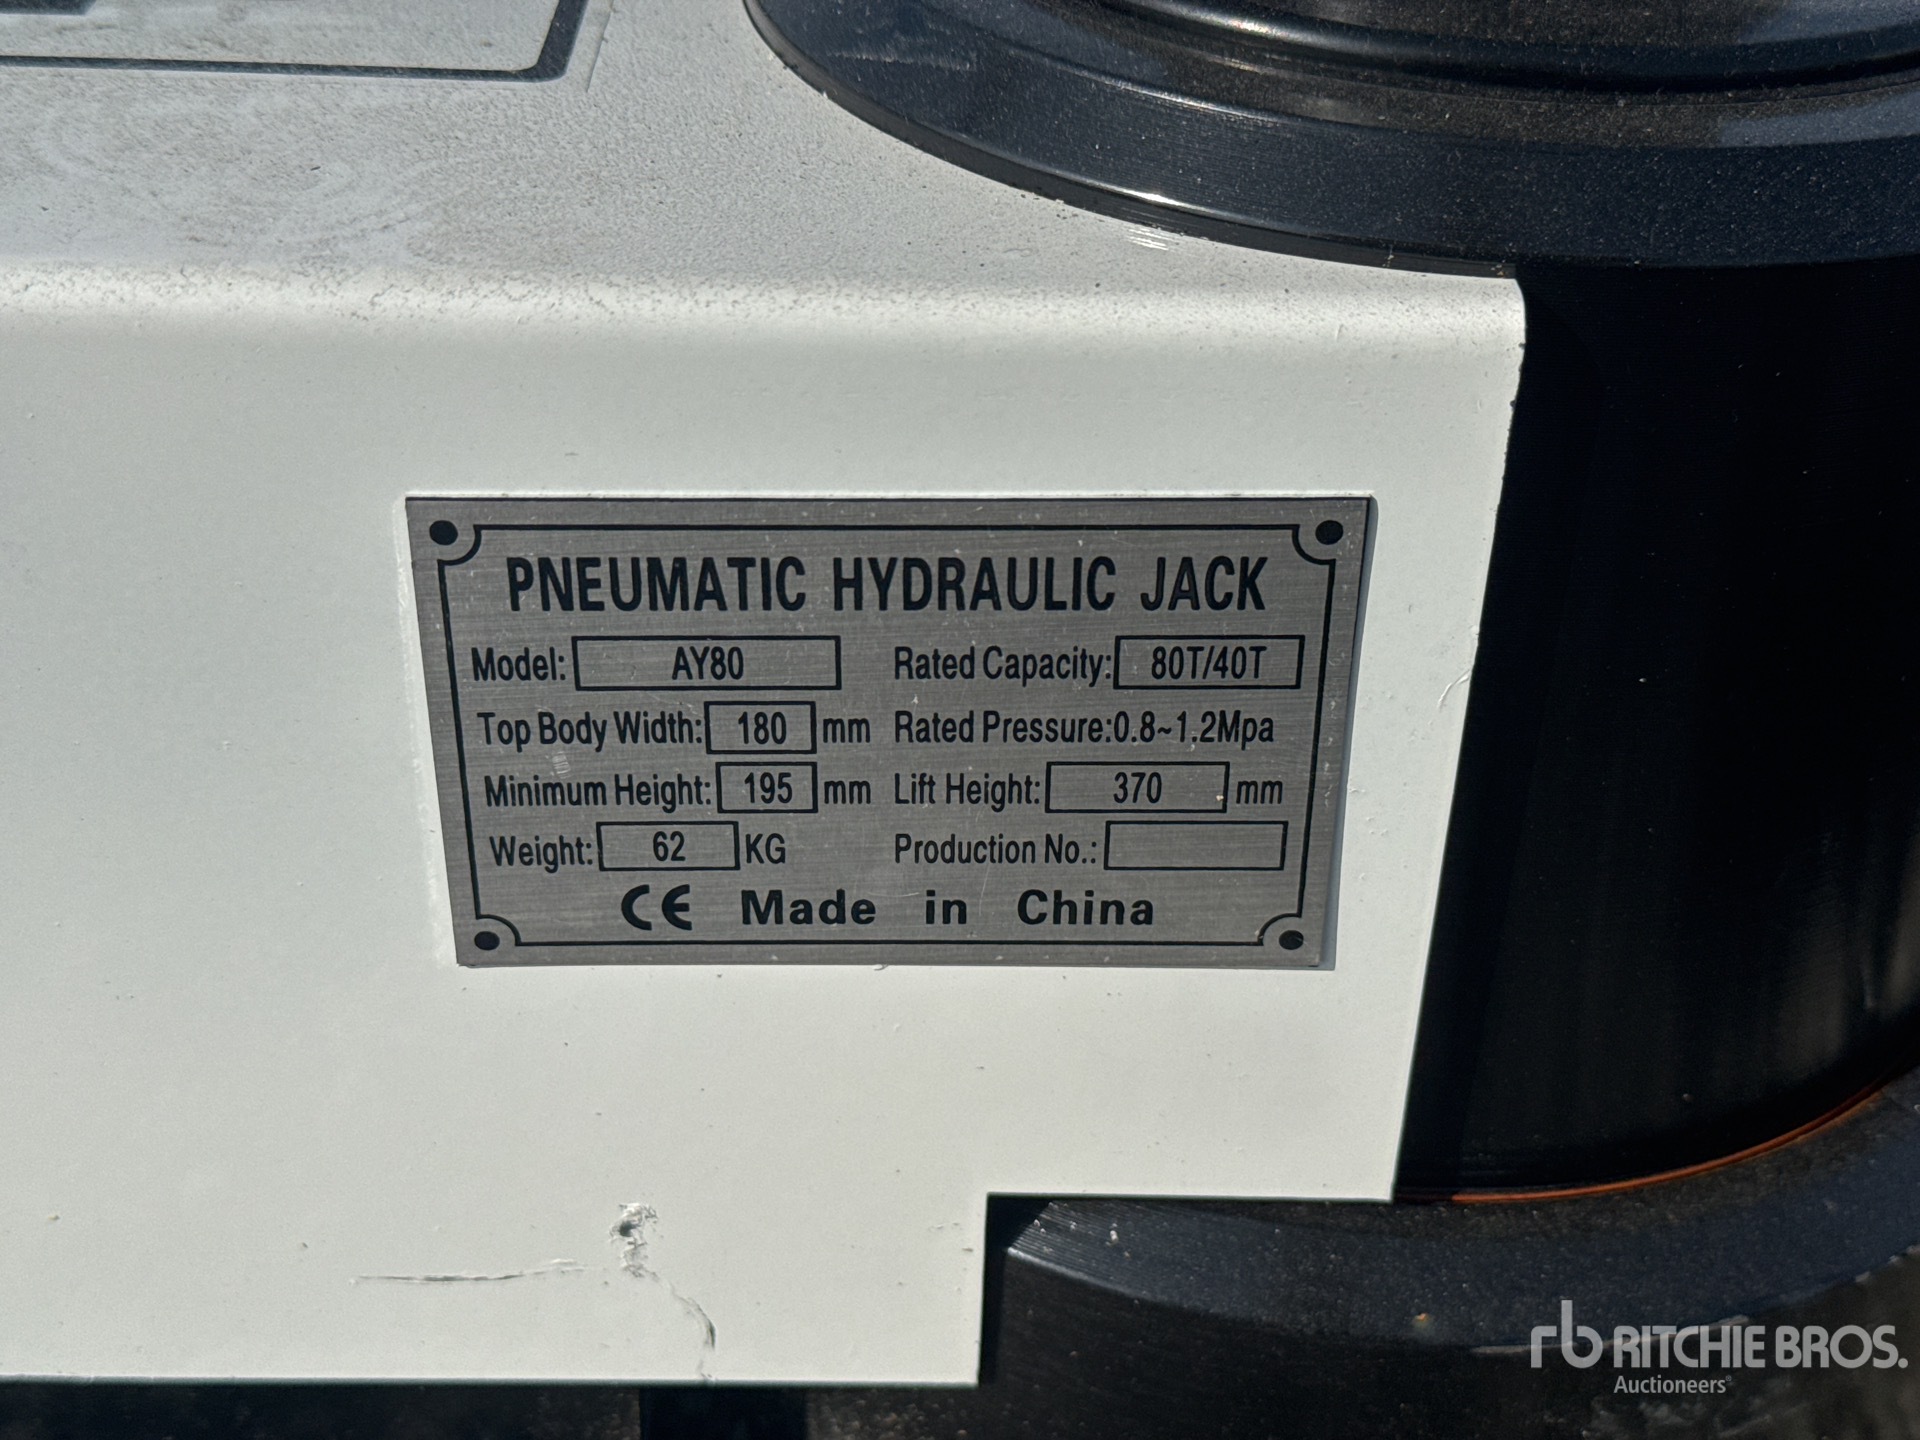 PNEUMATIC HYDRAULIC JACK
Model: AY80 Rated Capacity: 80T/40T
Top Body Width: 180 mm Rated Pressure:0.8~1.2Mpa
Minimum Height: 195 mm Lift Height: 370 mm
Weight: 62 KG Production No.:
CE Made in China
rb RITCHIE BROS.
Auctioneers